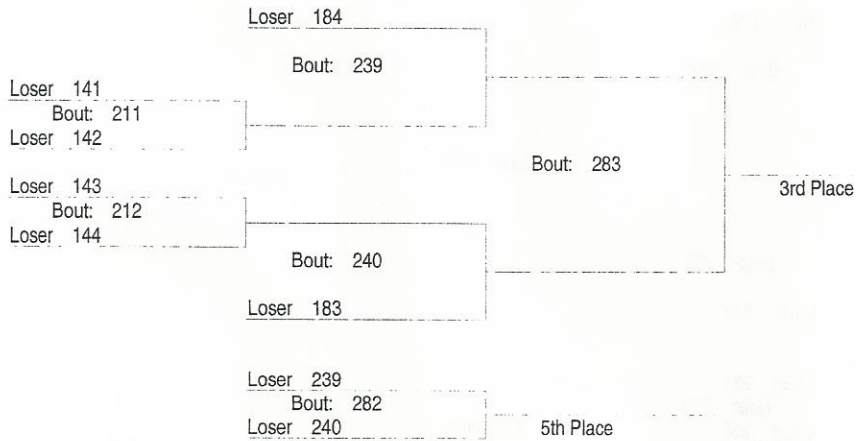 Loser 184
Bout: 239
Loser 141
Bout: 211
Loser 142
Bout: 283
Loser 143
3rd Place
Bout: 212
Loser 144
Bout: 240
Loser 183
Loser 239
Bout: 282
Loser 240
5th Place